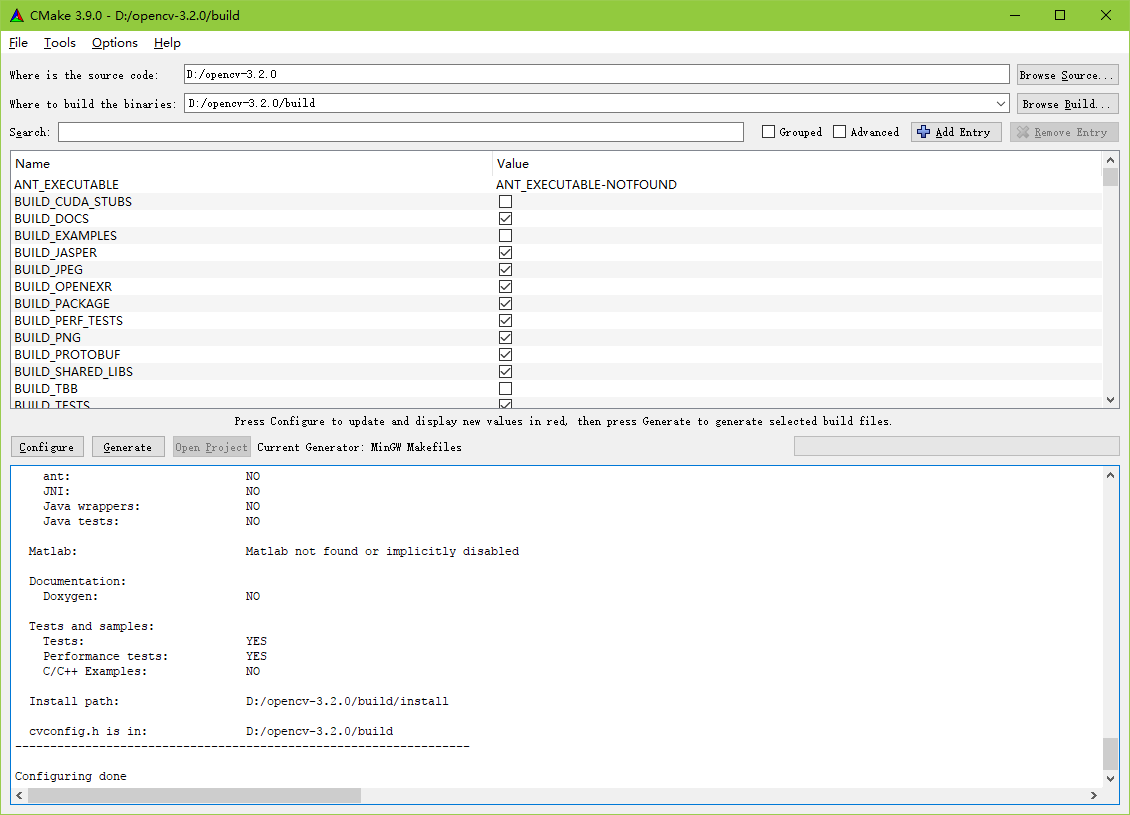 CMake 3.9.0 - D:/opencv-3.2.0/build
File Tools Options Help
Where is the source code: D:/opencv-3.2.0 Browse Source...
Where to build the binaries: D:/opencv-3.2.0/build Browse Build...
Search: Grouped Advanced Add Entry Remove Entry
Name Value
ANT_EXECUTABLE ANT_EXECUTABLE-NOTFOUND
BUILD_CUDA_STUBS
BUILD_DOCS
BUILD_EXAMPLES
BUILD_JASPER
BUILD_JPEG
BUILD_OPENEXR
BUILD_PACKAGE
BUILD_PERF_TESTS
BUILD_PNG
BUILD_PROTOBUF
BUILD_SHARED_LIBS
BUILD_TBB
BUILD_TESTS
Press Configure to update and display new values in red, then press Generate to generate selected build files.
Configure Generate Open Project Current Generator: MinGW Makefiles
ant: NO
JNI: NO
Java wrappers: NO
Java tests: NO
Matlab: Matlab not found or implicitly disabled
Documentation:
Doxygen: NO
Tests and samples:
Tests: YES
Performance tests: YES
C/C++ Examples: NO
Install path: D:/opencv-3.2.0/build/install
cvconfig.h is in: D:/opencv-3.2.0/build
-----------------------------------------------------------------
Configuring done